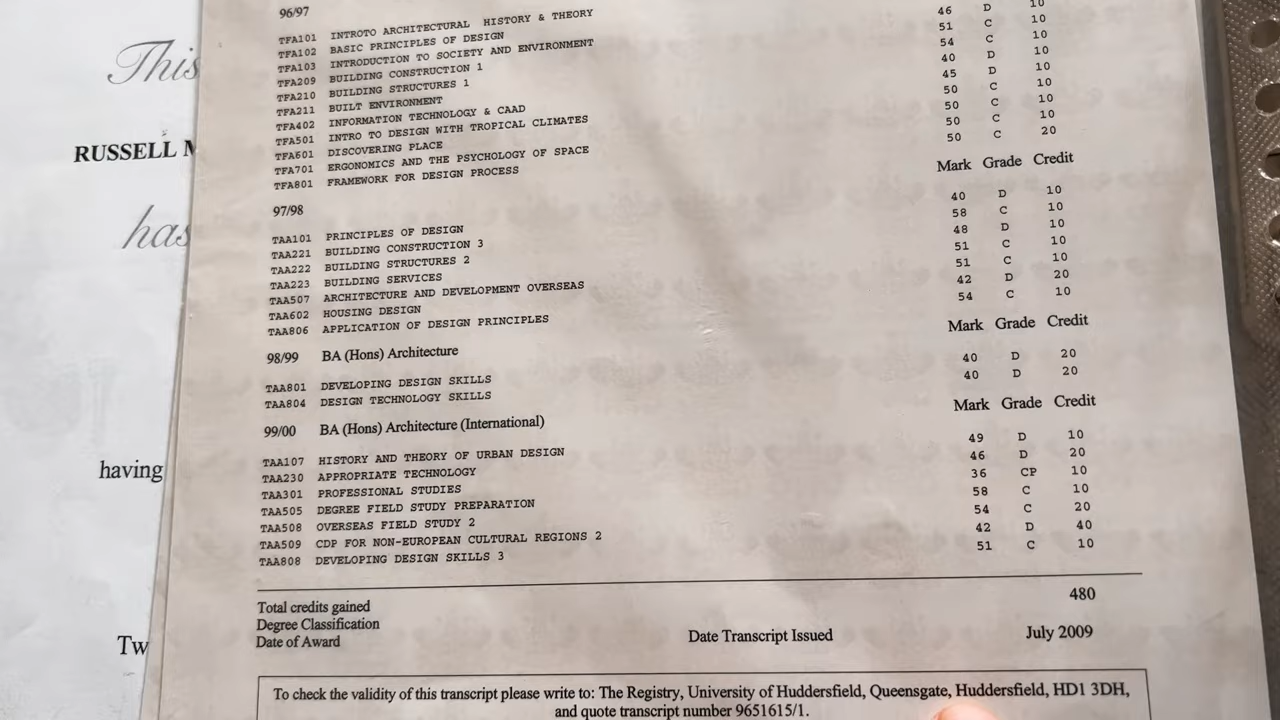 This
RUSSELL
has
having
Tw
96/97
TFA101 INTROTO ARCHITECTURAL HISTORY & THEORY
TFA102 BASIC PRINCIPLES OF DESIGN 46 D 10
TFA103 INTRODUCTION TO SOCIETY AND ENVIRONMENT 51 C 10
TFA209 BUILDING CONSTRUCTION 1 54 C 10
TFA210 BUILDING STRUCTURES 1 40 D 10
TFA211 BUILT ENVIRONMENT 45 D 10
TFA402 INFORMATION TECHNOLOGY & CAAD 50 C 10
TFA501 INTRO TO DESIGN WITH TROPICAL CLIMATES 50 C 10
TFA601 DISCOVERING PLACE 50 C 10
TFA701 ERGONOMICS AND THE PSYCHOLOGY OF SPACE 50 C 20
TFA801 FRAMEWORK FOR DESIGN PROCESS
97/98 Mark Grade Credit
TAA101 PRINCIPLES OF DESIGN 40 D 10
TAA221 BUILDING CONSTRUCTION 3 58 C 10
TAA222 BUILDING STRUCTURES 2 48 D 10
TAA223 BUILDING SERVICES 51 C 10
TAA507 ARCHITECTURE AND DEVELOPMENT OVERSEAS 51 C 10
TAA602 HOUSING DESIGN 42 D 20
TAA806 APPLICATION OF DESIGN PRINCIPLES 54 C 10
98/99 BA (Hons) Architecture Mark Grade Credit
TAA801 DEVELOPING DESIGN SKILLS 40 D 20
TAA804 DESIGN TECHNOLOGY SKILLS 40 D 20
99/00 BA (Hons) Architecture (International) Mark Grade Credit
TAA107 HISTORY AND THEORY OF URBAN DESIGN 49 D 10
TAA230 APPROPRIATE TECHNOLOGY 46 D 20
TAA301 PROFESSIONAL STUDIES 36 CP 10
TAA505 DEGREE FIELD STUDY PREPARATION 58 C 10
TAA508 OVERSEAS FIELD STUDY 2 54 C 20
TAA509 CDP FOR NON-EUROPEAN CULTURAL REGIONS 2 42 D 40
TAA808 DEVELOPING DESIGN SKILLS 3 51 C 10
Total credits gained 480
Degree Classification
Date of Award Date Transcript Issued July 2009
To check the validity of this transcript please write to: The Registry, University of Huddersfield, Queensgate, Huddersfield, HD1 3DH,
and quote transcript number 9651615/1.